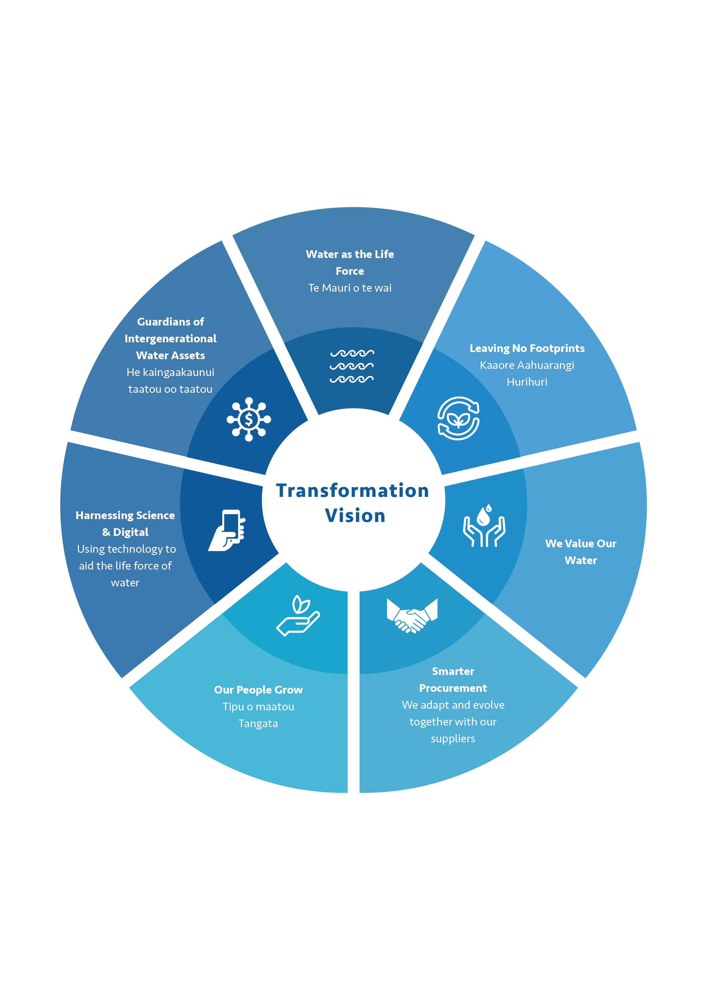 Water as the Life
Force
Te Mauri o te wai
Leaving No Footprints
Kaaore Aahuarangi
Hurihuri
We Value Our
Water
Smarter
Procurement
We adapt and evolve
together with our
suppliers
Our People Grow
Tipu o maatou
Tangata
Harnessing Science
& Digital
Using technology to
aid the life force of
water
Guardians of
Intergenerational
Water Assets
He kaingaakaunui
taatou oo taatou
$
Transformation
Vision